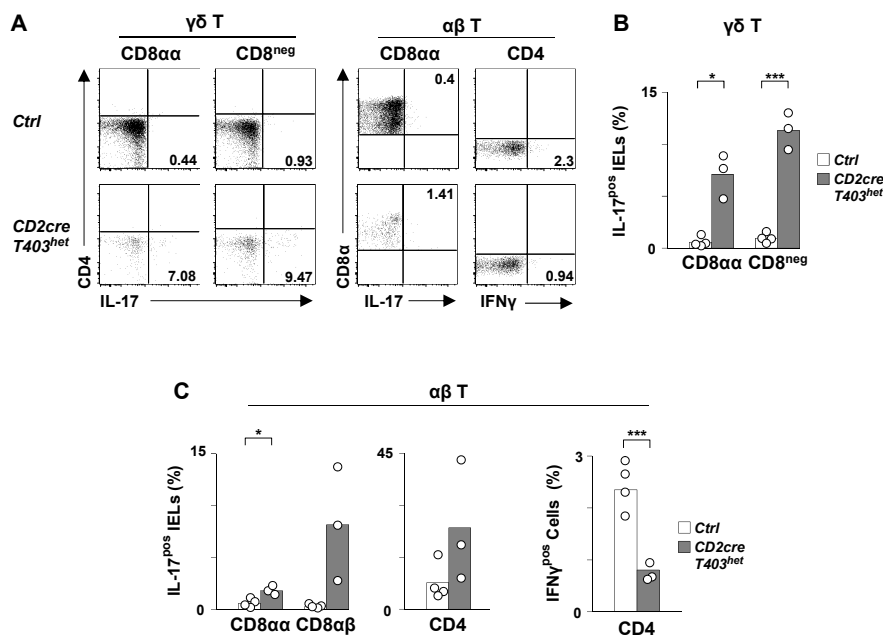 A
γδ T
CD8αα
CD8neg
αβ T
CD8αα
CD4
Ctrl
0.44
0.93
0.4
2.3
CD2cre
T403het
CD4
7.08
9.47
CD8α
1.41
0.94
IL-17
IL-17
IFNγ
B
γδ T
15
0
IL-17pos IELs (%)
*
***
CD8αα
CD8neg
Ctrl
CD2cre
T403het
C
αβ T
15
0
IL-17pos IELs (%)
*
CD8αα
CD8αβ
45
0
CD4
3
0
IFNγpos Cells (%)
***
CD4
Ctrl
CD2cre
T403het